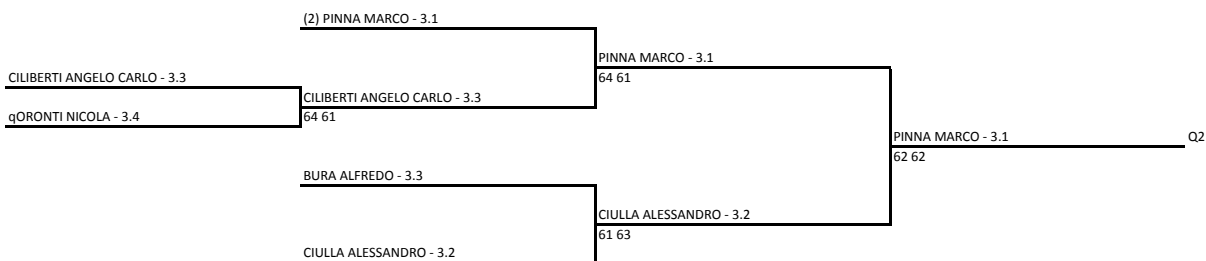 (2) PINNA MARCO - 3.1
PINNA MARCO - 3.1
CILIBERTI ANGELO CARLO - 3.3
64 61
CILIBERTI ANGELO CARLO - 3.3
qORONTI NICOLA - 3.4
64 61
PINNA MARCO - 3.1
Q2
62 62
BURA ALFREDO - 3.3
CIULLA ALESSANDRO - 3.2
61 63
CIULLA ALESSANDRO - 3.2